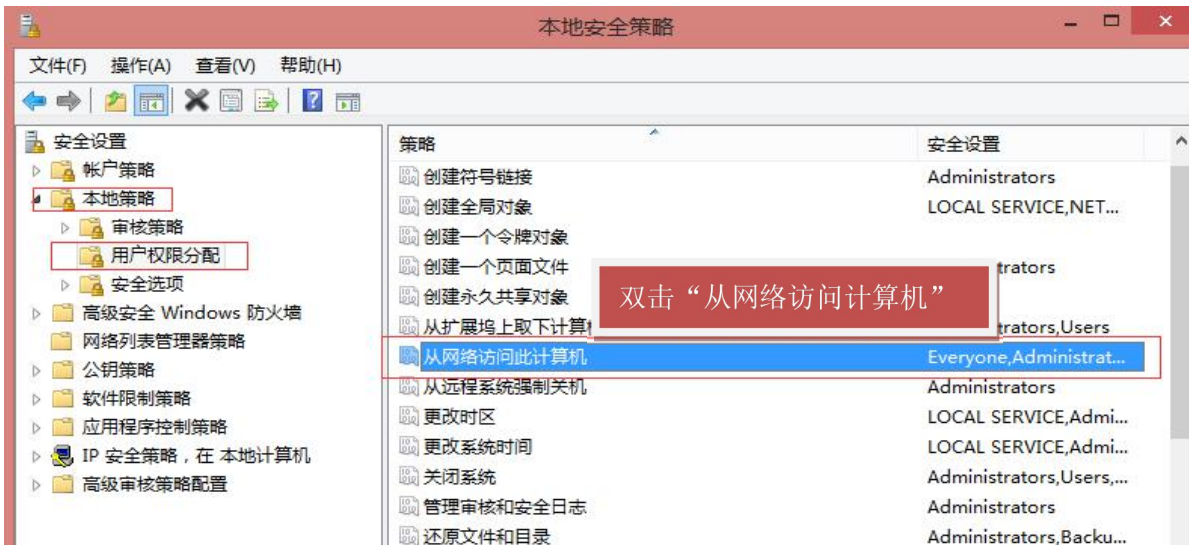 本地安全策略
文件(F) 操作(A) 查看(V) 帮助(H)
安全设置
帐户策略
本地策略
审核策略
用户权限分配
安全选项
高级安全 Windows 防火墙
网络列表管理器策略
公钥策略
软件限制策略
应用程序控制策略
IP 安全策略，在 本地计算机
高级审核策略配置
策略 安全设置
创建符号链接 Administrators
创建全局对象 LOCAL SERVICE,NET...
创建一个令牌对象
创建一个页面文件 trators
创建永久共享对象
双击“从网络访问计算机”
从扩展坞上取下计算 trators,Users
从网络访问此计算机 Everyone,Administrat...
从远程系统强制关机 Administrators
更改时区 LOCAL SERVICE,Admi...
更改系统时间 LOCAL SERVICE,Admi...
关闭系统 Administrators,Users,...
管理审核和安全日志 Administrators
还原文件和目录 Administrators,Backu...